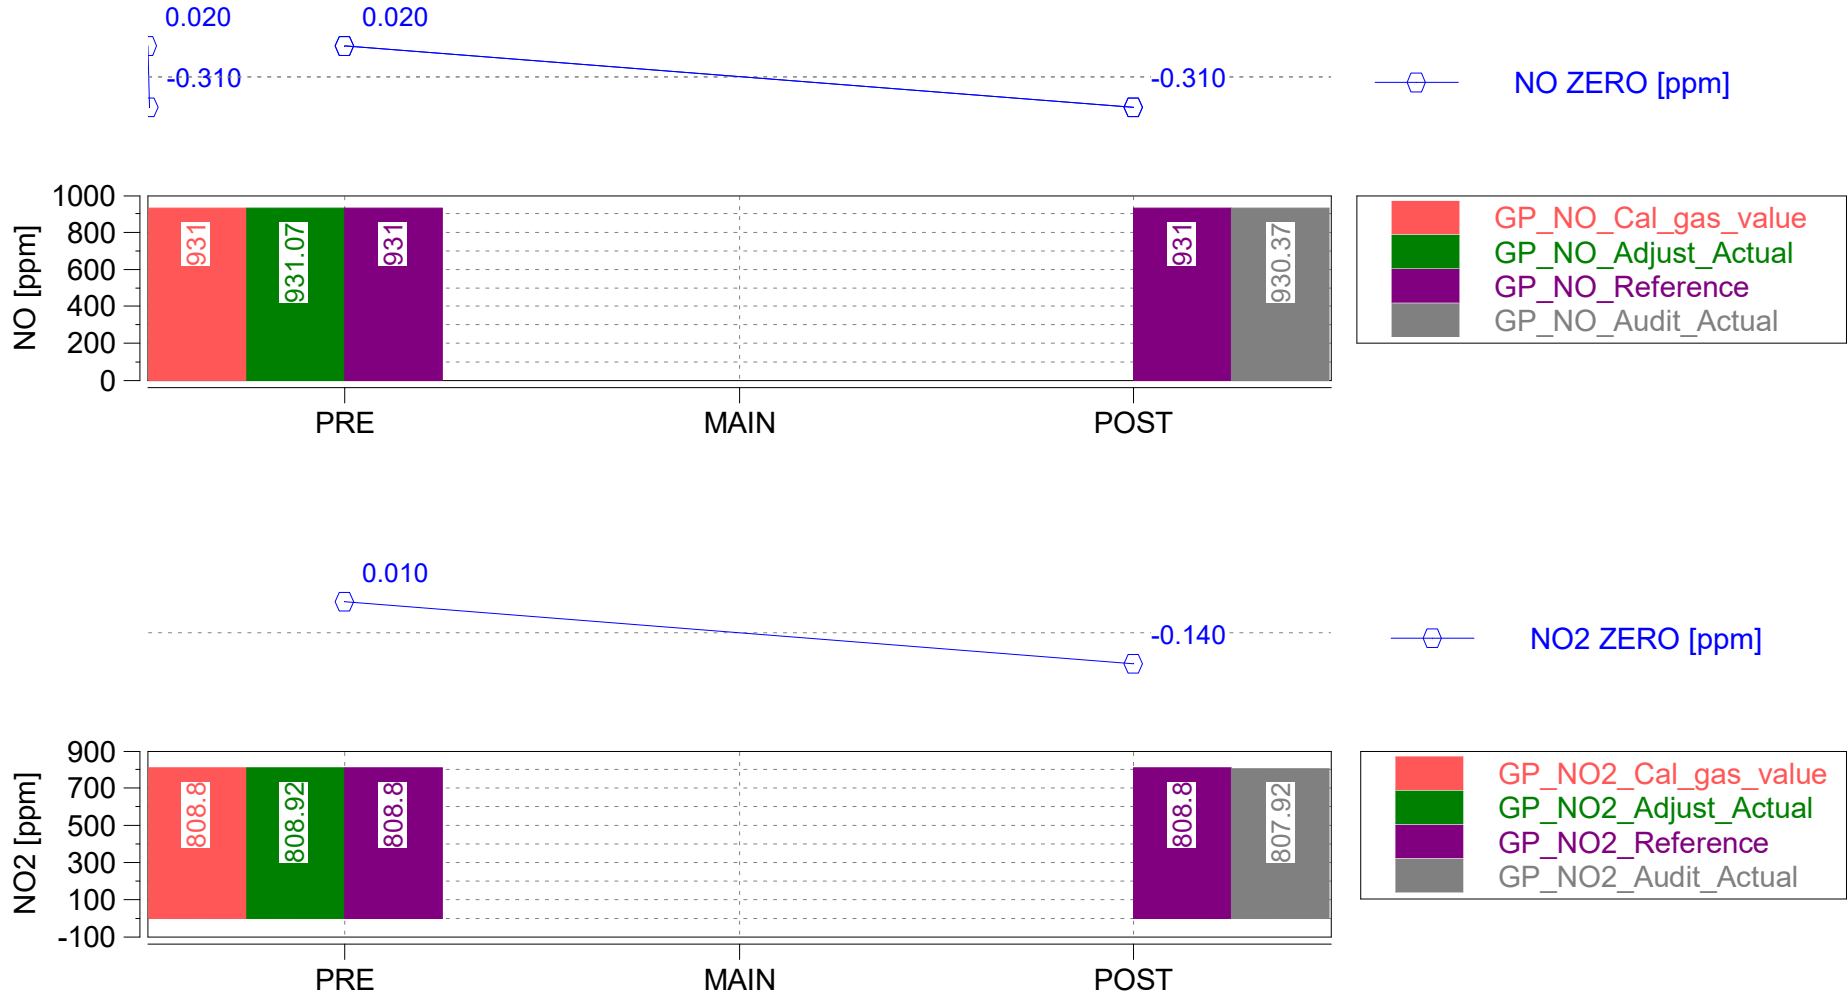 0.020
0.020
-0.310
-0.310
NO ZERO [ppm]
NO [ppm]
1000
800
600
400
200
0
931
931.07
931
931
930.37
GP_NO_Cal_gas_value
GP_NO_Adjust_Actual
GP_NO_Reference
GP_NO_Audit_Actual
PRE
MAIN
POST
0.010
-0.140
NO2 ZERO [ppm]
NO2 [ppm]
900
700
500
300
100
-100
808.8
808.92
808.8
808.8
807.92
GP_NO2_Cal_gas_value
GP_NO2_Adjust_Actual
GP_NO2_Reference
GP_NO2_Audit_Actual
PRE
MAIN
POST